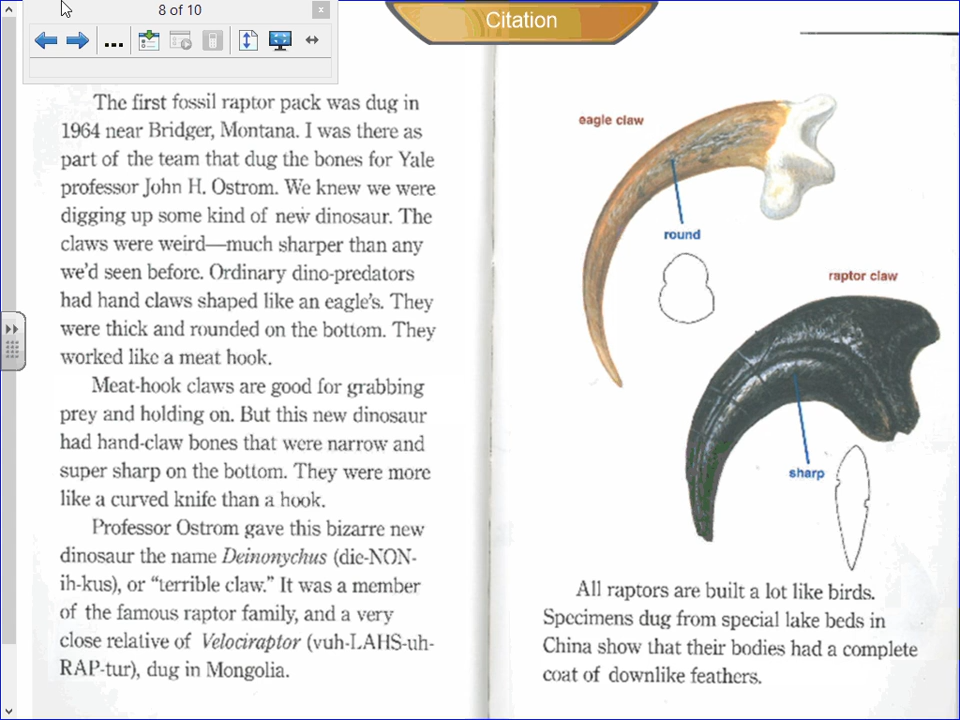 8 of 10
Citation
The first fossil raptor pack was dug in
1964 near Bridger, Montana. I was there as
part of the team that dug the bones for Yale
professor John H. Ostrom. We knew we were
digging up some kind of new dinosaur. The
claws were weird—much sharper than any
we'd seen before. Ordinary dino-predators
had hand claws shaped like an eagle's. They
were thick and rounded on the bottom. They
worked like a meat hook.
Meat-hook claws are good for grabbing
prey and holding on. But this new dinosaur
had hand-claw bones that were narrow and
super sharp on the bottom. They were more
like a curved knife than a hook.
Professor Ostrom gave this bizarre new
dinosaur the name Deinonychus (die-NON-
ih-kus), or "terrible claw." It was a member
of the famous raptor family, and a very
close relative of Velociraptor (vuh-LAHS-uh-
RAP-tur), dug in Mongolia.
eagle claw
round
raptor claw
sharp
All raptors are built a lot like birds.
Specimens dug from special lake beds in
China show that their bodies had a complete
coat of downlike feathers.